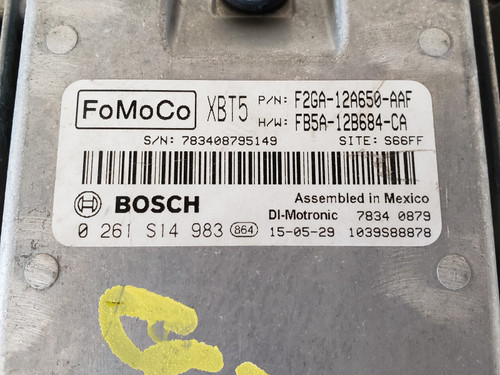 FoMoCo XBT5 P/N: F2GA-12A650-AAF
H/W: FB5A-12B684-CA
S/N: 783408795149 SITE: S66FF
BOSCH Assembled in Mexico
DI-Motronic 7834 0879
0 261 S14 983 864 15-05-29 1039S88878